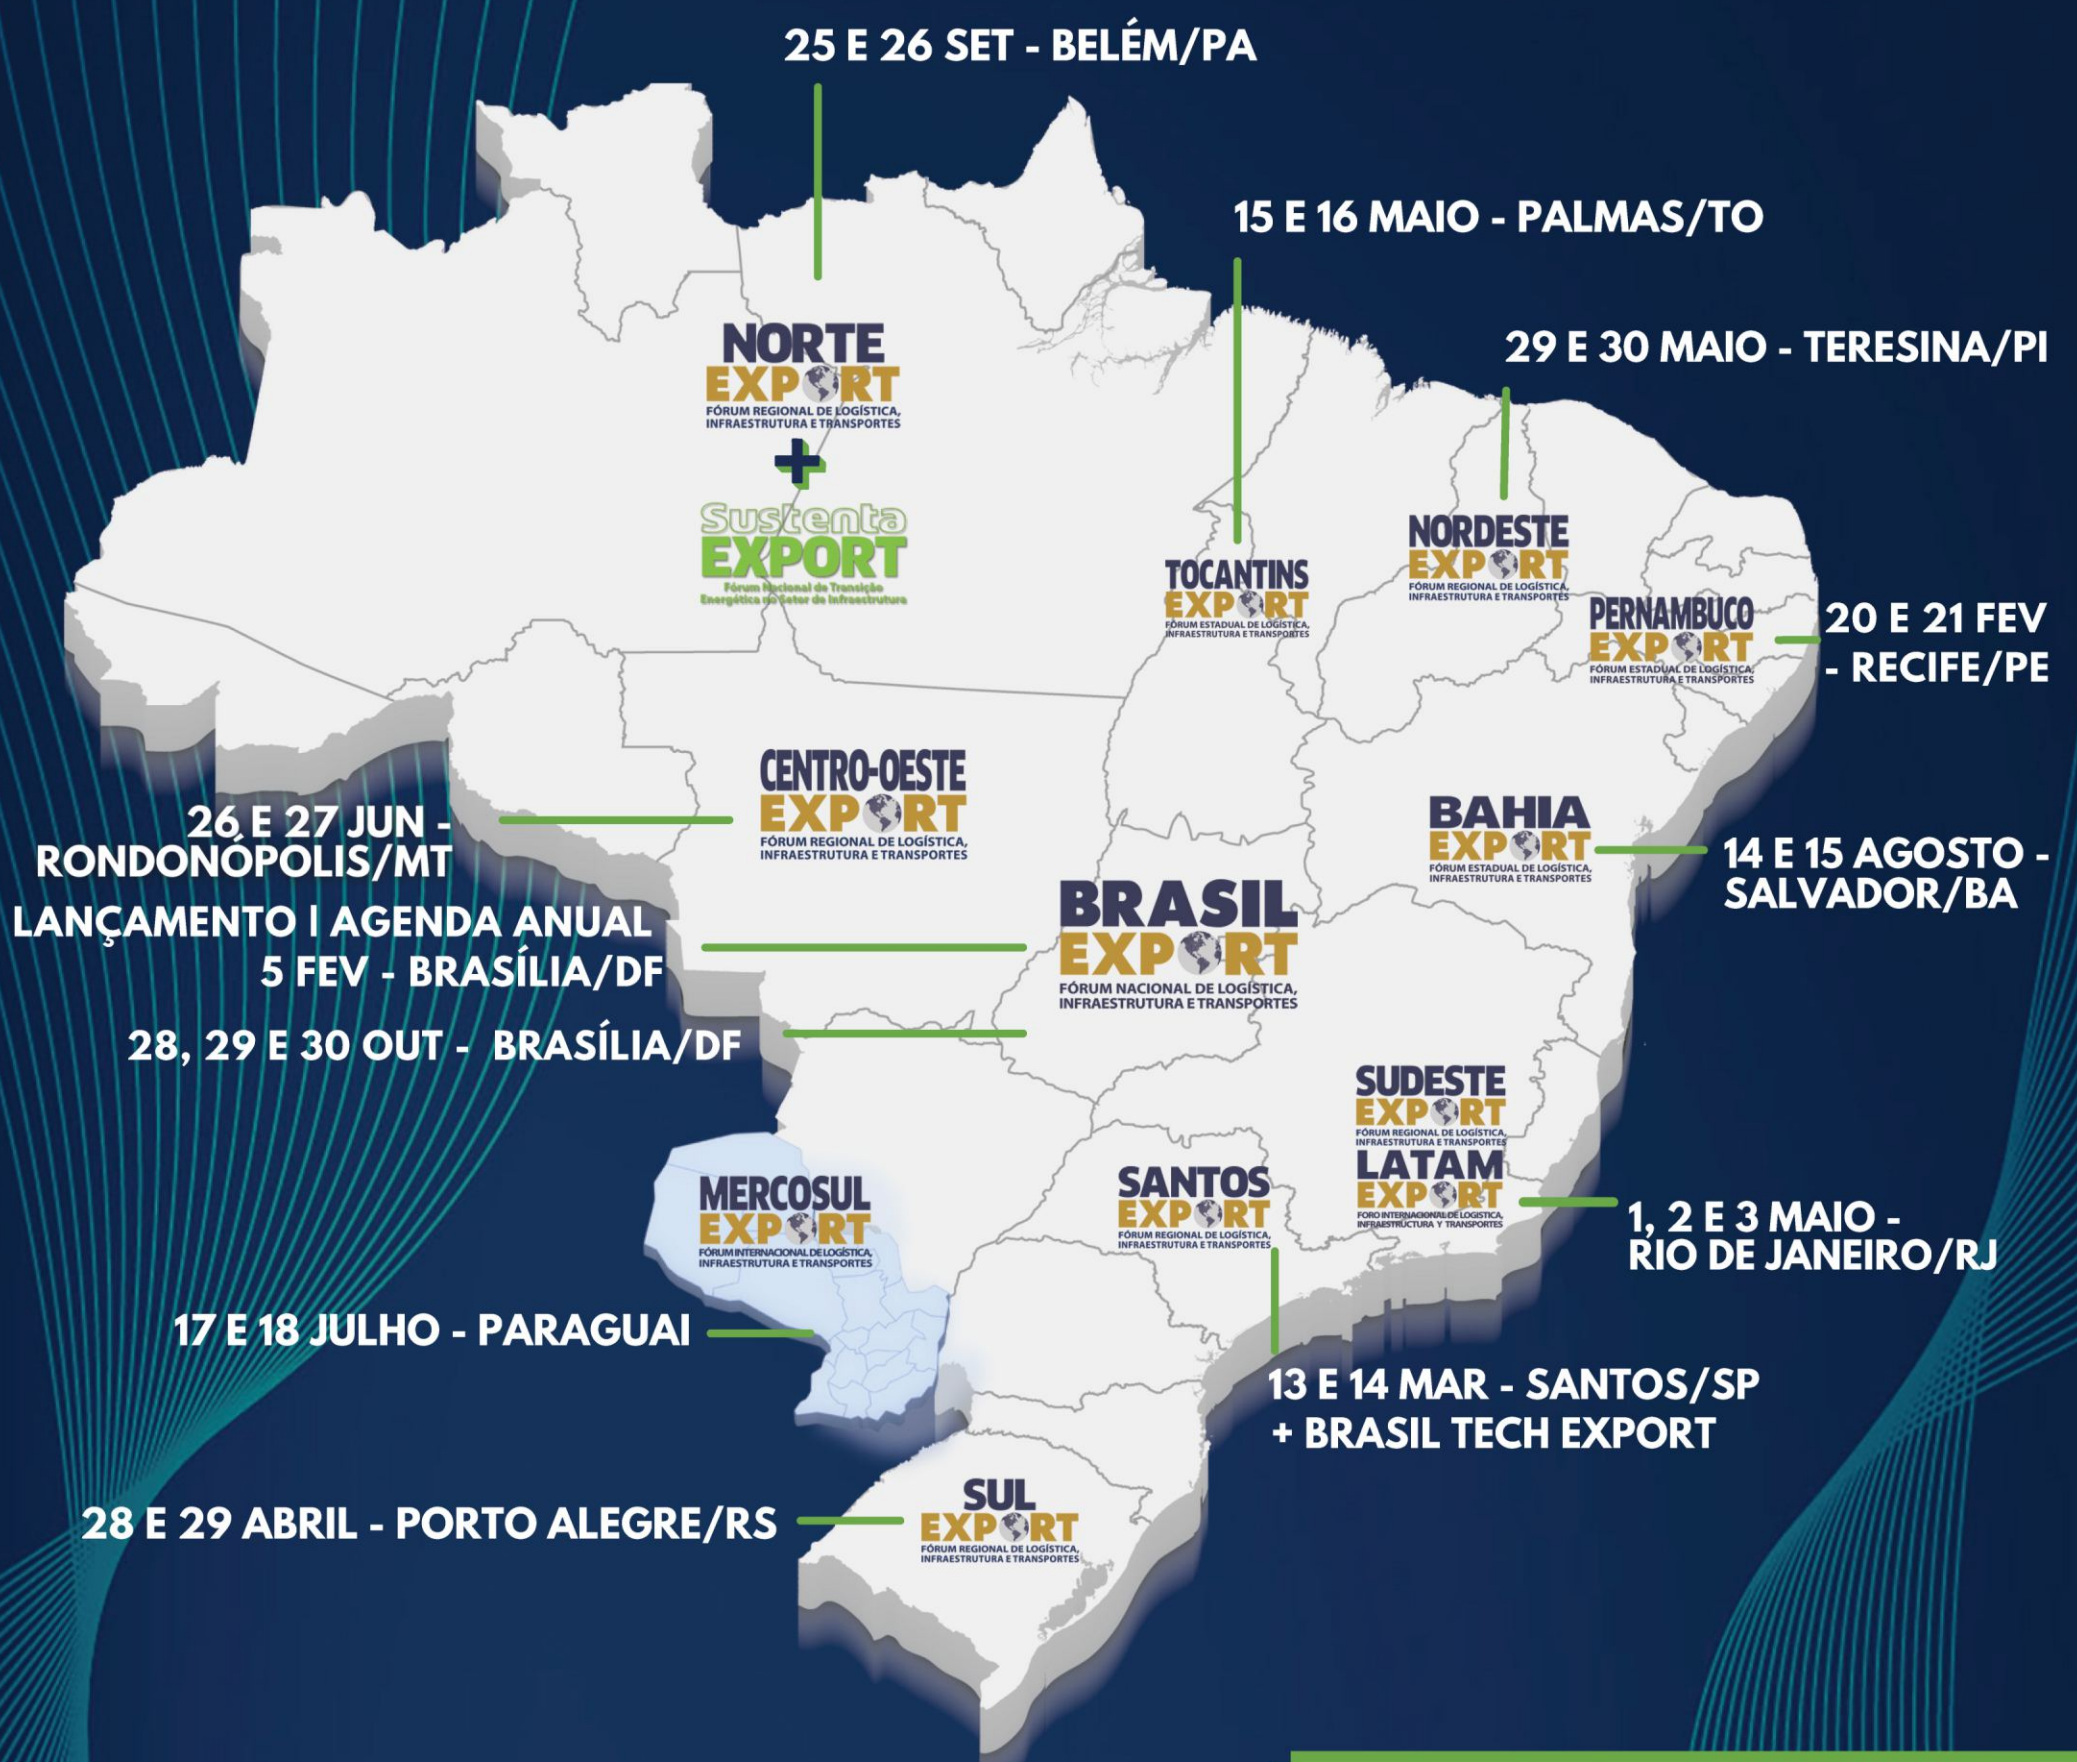 25 E 26 SET - BELÉM/PA
15 E 16 MAIO - PALMAS/TO
29 E 30 MAIO - TERESINA/PI
NORTE
EXPORT
FÓRUM REGIONAL DE LOGÍSTICA,
INFRAESTRUTURA E TRANSPORTES
+
Sustenta
EXPORT
Fórum Nacional de Transição
Energética no Setor de Infraestrutura
TOCANTINS
EXPORT
FÓRUM ESTADUAL DE LOGÍSTICA,
INFRAESTRUTURA E TRANSPORTES
NORDESTE
EXPORT
FÓRUM REGIONAL DE LOGÍSTICA,
INFRAESTRUTURA E TRANSPORTES
PERNAMBUCO
EXPORT
FÓRUM ESTADUAL DE LOGÍSTICA,
INFRAESTRUTURA E TRANSPORTES
20 E 21 FEV
- RECIFE/PE
CENTRO-OESTE
EXPORT
FÓRUM REGIONAL DE LOGÍSTICA,
INFRAESTRUTURA E TRANSPORTES
26 E 27 JUN -
RONDONÓPOLIS/MT
BAHIA
EXPORT
FÓRUM ESTADUAL DE LOGÍSTICA,
INFRAESTRUTURA E TRANSPORTES
14 E 15 AGOSTO -
SALVADOR/BA
LANÇAMENTO | AGENDA ANUAL
5 FEV - BRASÍLIA/DF
BRASIL
EXPORT
FÓRUM NACIONAL DE LOGÍSTICA,
INFRAESTRUTURA E TRANSPORTES
28, 29 E 30 OUT - BRASÍLIA/DF
SUDESTE
EXPORT
FÓRUM REGIONAL DE LOGÍSTICA,
INFRAESTRUTURA E TRANSPORTES
LATAM
EXPORT
FORO INTERNACIONAL DE LOGISTICA,
INFRAESTRUCTURA Y TRANSPORTES
1, 2 E 3 MAIO -
RIO DE JANEIRO/RJ
MERCOSUL
EXPORT
FÓRUM INTERNACIONAL DE LOGÍSTICA,
INFRAESTRUTURA E TRANSPORTES
SANTOS
EXPORT
FÓRUM REGIONAL DE LOGÍSTICA,
INFRAESTRUTURA E TRANSPORTES
17 E 18 JULHO - PARAGUAI
13 E 14 MAR - SANTOS/SP
+ BRASIL TECH EXPORT
28 E 29 ABRIL - PORTO ALEGRE/RS
SUL
EXPORT
FÓRUM REGIONAL DE LOGÍSTICA,
INFRAESTRUTURA E TRANSPORTES